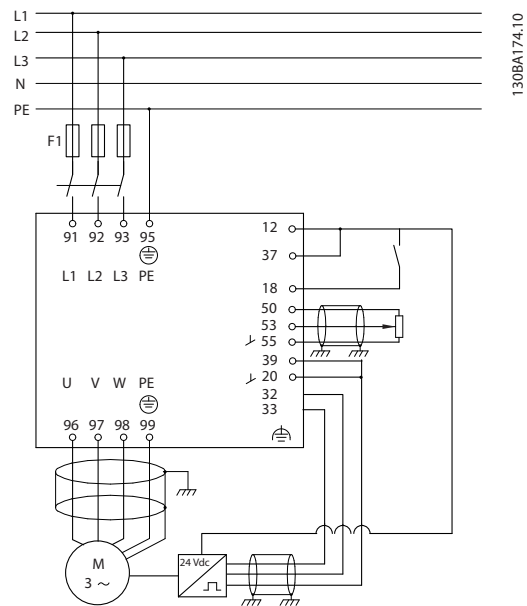 L1
L2
L3
N
PE
130BA174.10
F1
91 92 93 95
L1 L2 L3 PE
12
37
18
50
53
55
39
20
32
33
U V W PE
96 97 98 99
M
3 ~
24 Vdc